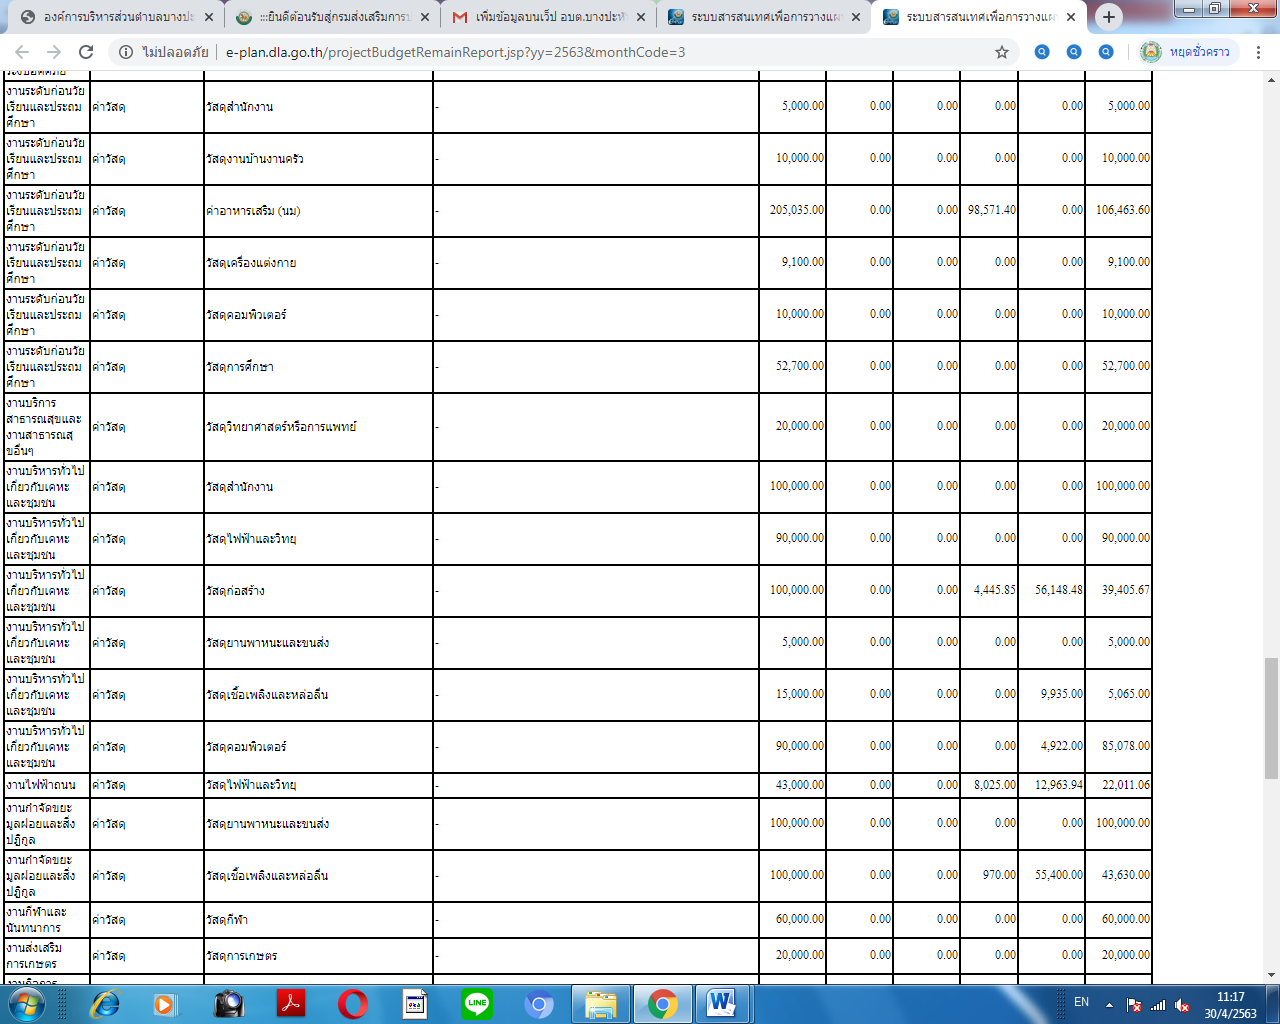 องค์การบริหารส่วนตำบลบางปะ
:::ยินดีต้อนรับสู่กรมส่งเสริมการป
เพิ่มข้อมูลบนเว็ป อบต.บางปะหั
ระบบสารสนเทศเพื่อการวางแผน
ระบบสารสนเทศเพื่อการวางแผน
ไม่ปลอดภัย | e-plan.dla.go.th/projectBudgetRemainReport.jsp?yy=2563&monthCode=3
หยุดชั่วคราว
งานระดับก่อนวัย
เรียนและประถม
ศึกษา
ค่าวัสดุ วัสดุสำนักงาน - 5,000.00 0.00 0.00 0.00 0.00 5,000.00
งานระดับก่อนวัย
เรียนและประถม
ศึกษา
ค่าวัสดุ วัสดุงานบ้านงานครัว - 10,000.00 0.00 0.00 0.00 0.00 10,000.00
งานระดับก่อนวัย
เรียนและประถม
ศึกษา
ค่าวัสดุ ค่าอาหารเสริม (นม) - 205,035.00 0.00 0.00 98,571.40 0.00 106,463.60
งานระดับก่อนวัย
เรียนและประถม
ศึกษา
ค่าวัสดุ วัสดุเครื่องแต่งกาย - 9,100.00 0.00 0.00 0.00 0.00 9,100.00
งานระดับก่อนวัย
เรียนและประถม
ศึกษา
ค่าวัสดุ วัสดุคอมพิวเตอร์ - 10,000.00 0.00 0.00 0.00 0.00 10,000.00
งานระดับก่อนวัย
เรียนและประถม
ศึกษา
ค่าวัสดุ วัสดุการศึกษา - 52,700.00 0.00 0.00 0.00 0.00 52,700.00
งานบริการ
สาธารณสุขและ
งานสาธารณสุ
ขอื่นๆ
ค่าวัสดุ วัสดุวิทยาศาสตร์หรือการแพทย์ - 20,000.00 0.00 0.00 0.00 0.00 20,000.00
งานบริหารทั่วไป
เกี่ยวกับเคหะ
และชุมชน
ค่าวัสดุ วัสดุสำนักงาน - 100,000.00 0.00 0.00 0.00 0.00 100,000.00
งานบริหารทั่วไป
เกี่ยวกับเคหะ
และชุมชน
ค่าวัสดุ วัสดุไฟฟ้าและวิทยุ - 90,000.00 0.00 0.00 0.00 0.00 90,000.00
งานบริหารทั่วไป
เกี่ยวกับเคหะ
และชุมชน
ค่าวัสดุ วัสดุก่อสร้าง - 100,000.00 0.00 0.00 4,445.85 56,148.48 39,405.67
งานบริหารทั่วไป
เกี่ยวกับเคหะ
และชุมชน
ค่าวัสดุ วัสดุยานพาหนะและขนส่ง - 5,000.00 0.00 0.00 0.00 0.00 5,000.00
งานบริหารทั่วไป
เกี่ยวกับเคหะ
และชุมชน
ค่าวัสดุ วัสดุเชื้อเพลิงและหล่อลื่น - 15,000.00 0.00 0.00 0.00 9,935.00 5,065.00
งานบริหารทั่วไป
เกี่ยวกับเคหะ
และชุมชน
ค่าวัสดุ วัสดุคอมพิวเตอร์ - 90,000.00 0.00 0.00 0.00 4,922.00 85,078.00
งานไฟฟ้าถนน ค่าวัสดุ วัสดุไฟฟ้าและวิทยุ - 43,000.00 0.00 0.00 8,025.00 12,963.94 22,011.06
งานกำจัดขยะ
มูลฝอยและสิ่ง
ปฏิกูล
ค่าวัสดุ วัสดุยานพาหนะและขนส่ง - 100,000.00 0.00 0.00 0.00 0.00 100,000.00
งานกำจัดขยะ
มูลฝอยและสิ่ง
ปฏิกูล
ค่าวัสดุ วัสดุเชื้อเพลิงและหล่อลื่น - 100,000.00 0.00 0.00 970.00 55,400.00 43,630.00
งานกีฬาและ
นันทนาการ
ค่าวัสดุ วัสดุกีฬา - 60,000.00 0.00 0.00 0.00 0.00 60,000.00
งานส่งเสริม
การเกษตร
ค่าวัสดุ วัสดุการเกษตร - 20,000.00 0.00 0.00 0.00 0.00 20,000.00
LINE
EN
11:17
30/4/2563